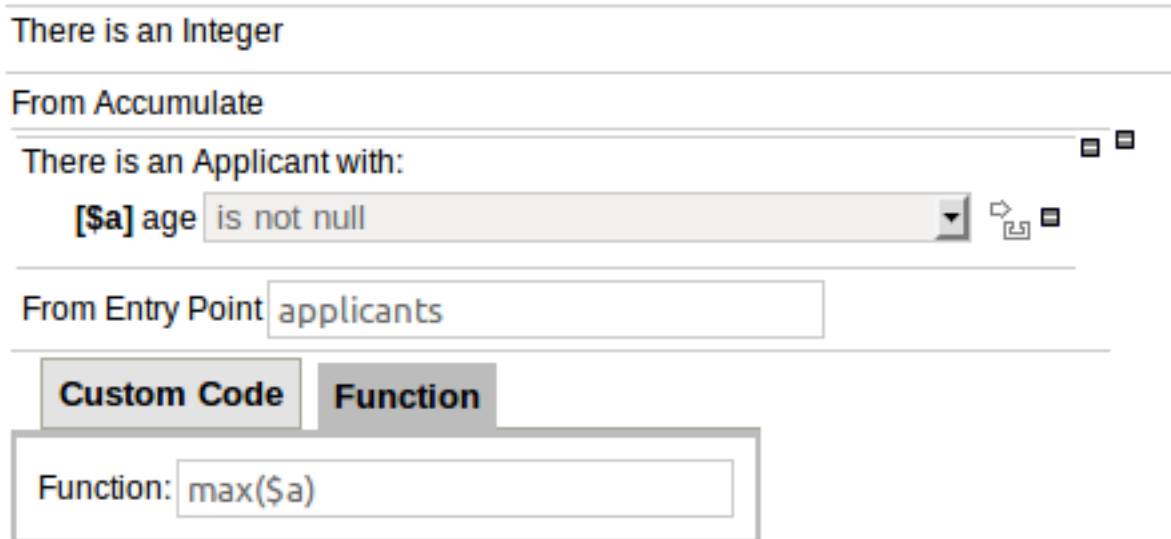 There is an Integer
From Accumulate
There is an Applicant with:
[$a] age is not null
From Entry Point applicants
Custom Code Function
Function: max($a)